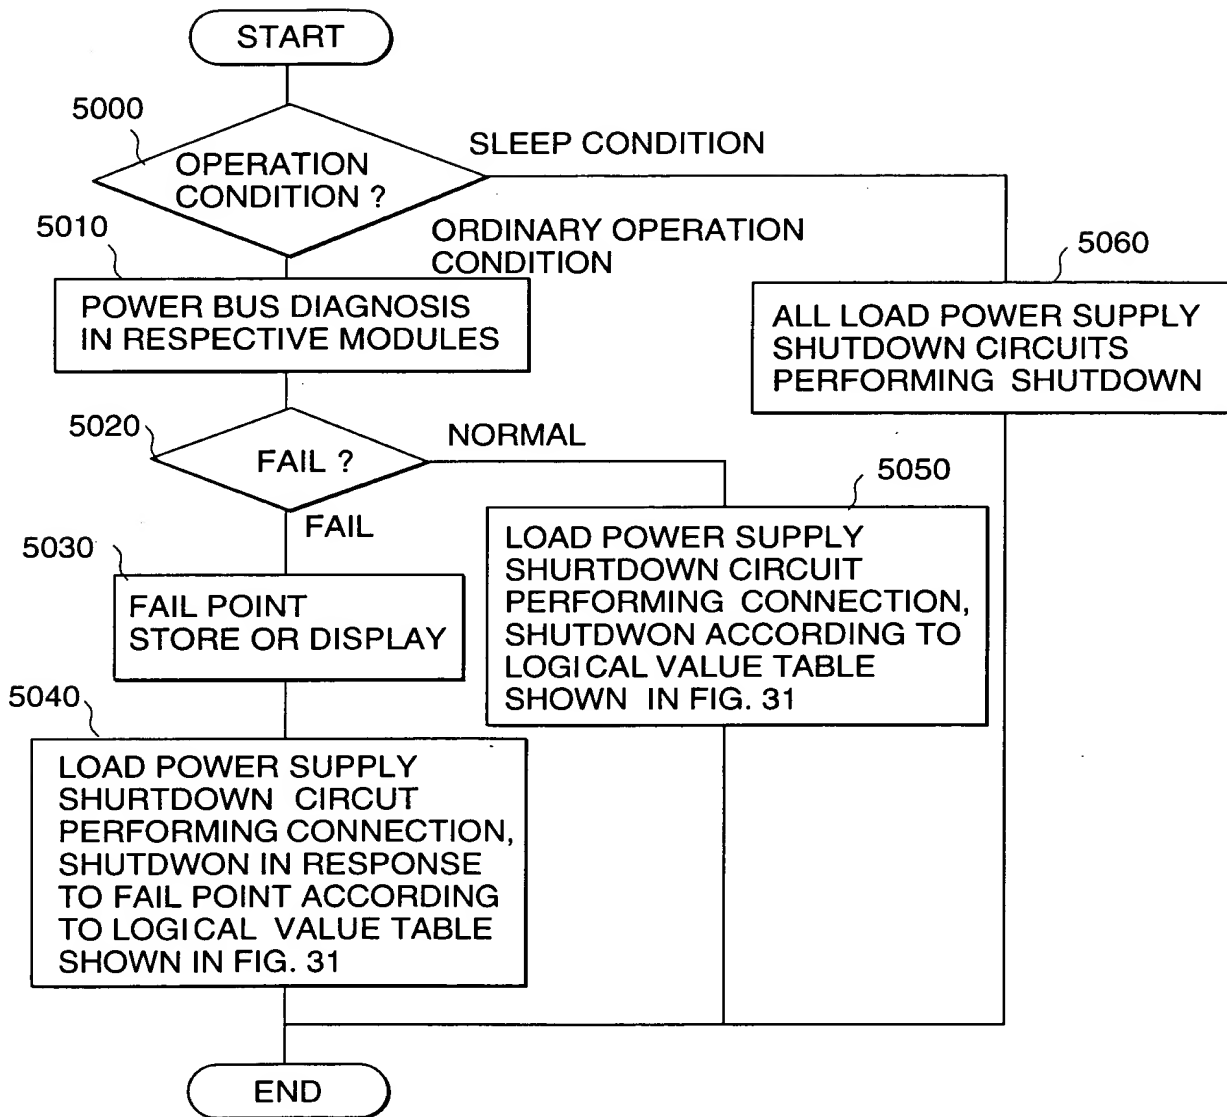 START
5000
OPERATION
CONDITION ?
SLEEP CONDITION
5010
ORDINARY OPERATION
CONDITION
5060
POWER BUS DIAGNOSIS
IN RESPECTIVE MODULES
ALL LOAD POWER SUPPLY
SHUTDOWN CIRCUITS
PERFORMING SHUTDOWN
5020
FAIL ?
NORMAL
5050
FAIL
5030
LOAD POWER SUPPLY
SHURTDOWN CIRCUIT
PERFORMING CONNECTION,
SHUTDWON ACCORDING TO
LOGICAL VALUE TABLE
SHOWN IN FIG. 31
FAIL POINT
STORE OR DISPLAY
5040
LOAD POWER SUPPLY
SHURTDOWN CIRCUT
PERFORMING CONNECTION,
SHUTDWON IN RESPONSE
TO FAIL POINT ACCORDING
TO LOGICAL VALUE TABLE
SHOWN IN FIG. 31
END